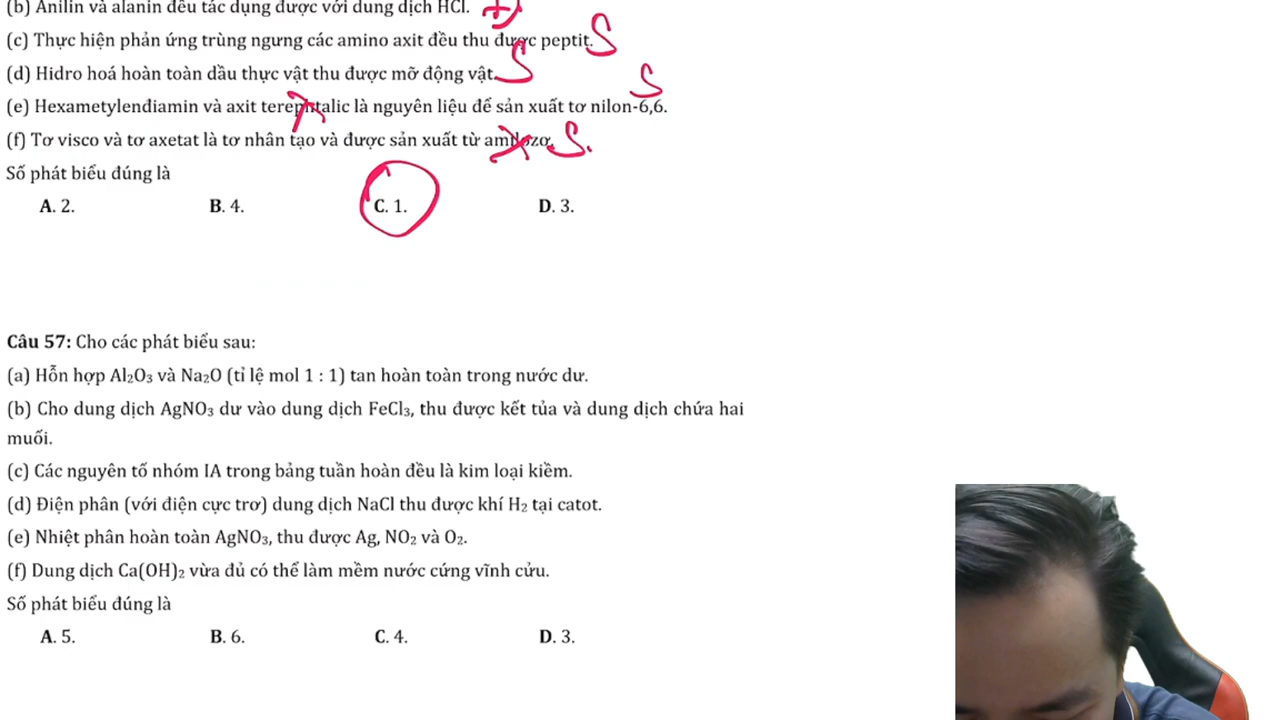 (b) Anilin và alanin đều tác dụng được với dung dịch HCl.
(c) Thực hiện phản ứng trùng ngưng các amino axit đều thu được peptit. S
(d) Hidro hoá hoàn toàn dầu thực vật thu được mỡ động vật. S
(e) Hexametylenđiamin và axit terephtalic là nguyên liệu để sản xuất tơ nilon-6,6. S
(f) Tơ visco và tơ axetat là tơ nhân tạo và được sản xuất từ amilozơ. S.
Số phát biểu đúng là
A. 2. B. 4. C. 1. D. 3.
Câu 57: Cho các phát biểu sau:
(a) Hỗn hợp Al₂O₃ và Na₂O (tỉ lệ mol 1 : 1) tan hoàn toàn trong nước dư.
(b) Cho dung dịch AgNO₃ dư vào dung dịch FeCl₃, thu được kết tủa và dung dịch chứa hai
muối.
(c) Các nguyên tố nhóm IA trong bảng tuần hoàn đều là kim loại kiềm.
(d) Điện phân (với điện cực trơ) dung dịch NaCl thu được khí H₂ tại catot.
(e) Nhiệt phân hoàn toàn AgNO₃, thu được Ag, NO₂ và O₂.
(f) Dung dịch Ca(OH)₂ vừa đủ có thể làm mềm nước cứng vĩnh cửu.
Số phát biểu đúng là
A. 5. B. 6. C. 4. D. 3.